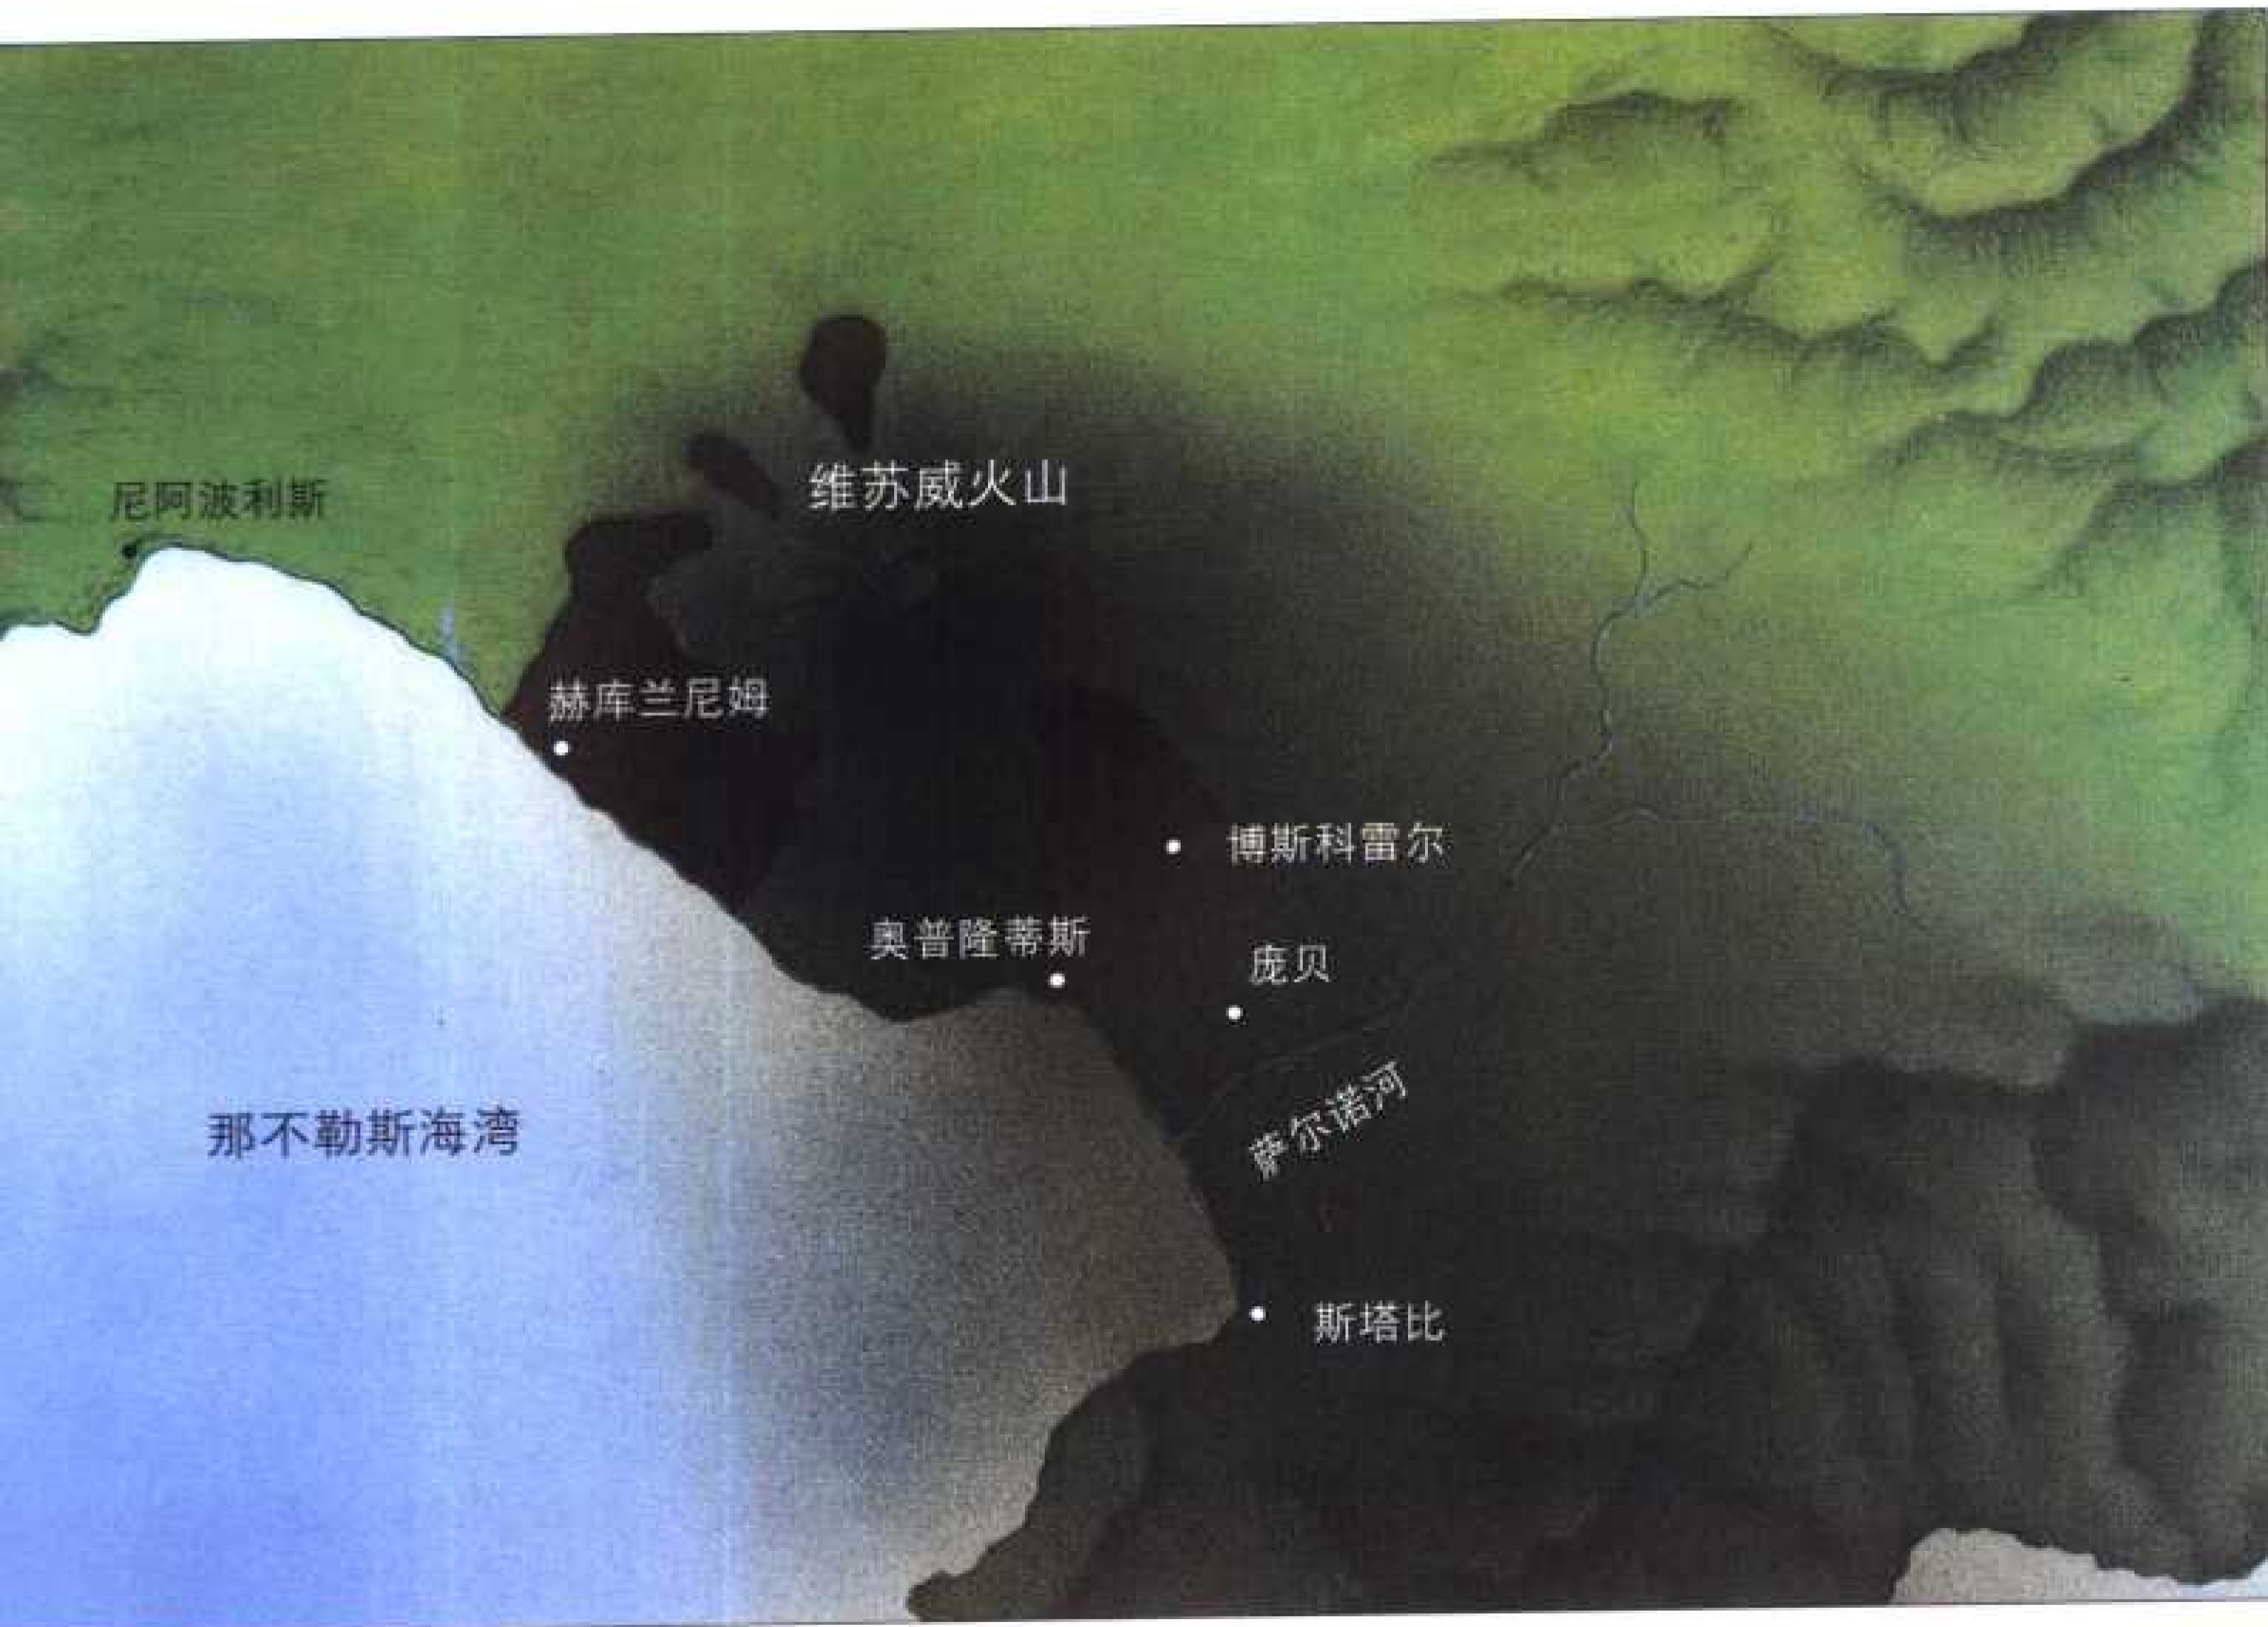 维苏威火山
尼阿波利斯
赫库兰尼姆
博斯科雷尔
奥普隆蒂斯
庞贝
萨尔诺河
那不勒斯海湾
斯塔比